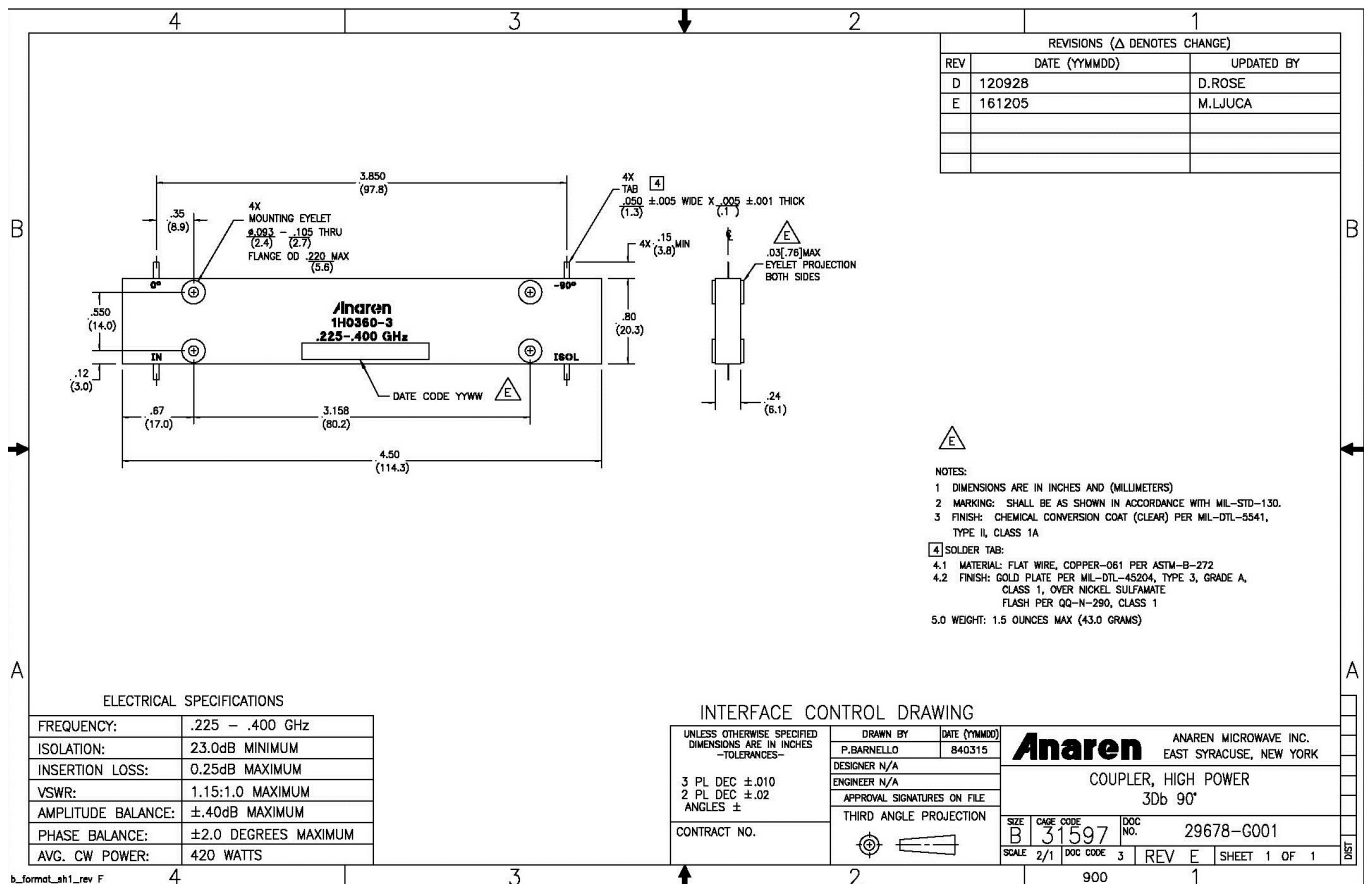 4 3 2 1
REVISIONS (△ DENOTES CHANGE)
REV DATE (YYMMDD) UPDATED BY
D 120928 D.ROSE
E 161205 M.LJUCA
B
B
3.850
(97.8)
.35
(8.9)
4X
MOUNTING EYELET
ø.093 – .105 THRU
(2.4) (2.7)
FLANGE OD .220 MAX
(5.6)
4X
TAB 4
.050 ±.005 WIDE X .005 ±.001 THICK
(1.3) (.1)
4X .15 MIN
(3.8)
℄
E
.03[.76]MAX
EYELET PROJECTION
BOTH SIDES
0°
-90°
.550
(14.0)
Anaren
1H0360-3
.225-.400 GHz
.80
(20.3)
IN
ISOL
.12
(3.0)
DATE CODE YYWW E
.67
(17.0)
3.158
(80.2)
.24
(6.1)
4.50
(114.3)
E
NOTES:
1 DIMENSIONS ARE IN INCHES AND (MILLIMETERS)
2 MARKING: SHALL BE AS SHOWN IN ACCORDANCE WITH MIL-STD-130.
3 FINISH: CHEMICAL CONVERSION COAT (CLEAR) PER MIL-DTL-5541,
TYPE II, CLASS 1A
4 SOLDER TAB:
4.1 MATERIAL: FLAT WIRE, COPPER-061 PER ASTM-B-272
4.2 FINISH: GOLD PLATE PER MIL-DTL-45204, TYPE 3, GRADE A,
CLASS 1, OVER NICKEL SULFAMATE
FLASH PER QQ-N-290, CLASS 1
5.0 WEIGHT: 1.5 OUNCES MAX (43.0 GRAMS)
A
A
ELECTRICAL SPECIFICATIONS
FREQUENCY: .225 – .400 GHz
ISOLATION: 23.0dB MINIMUM
INSERTION LOSS: 0.25dB MAXIMUM
VSWR: 1.15:1.0 MAXIMUM
AMPLITUDE BALANCE: ±.40dB MAXIMUM
PHASE BALANCE: ±2.0 DEGREES MAXIMUM
AVG. CW POWER: 420 WATTS
INTERFACE CONTROL DRAWING
UNLESS OTHERWISE SPECIFIED
DIMENSIONS ARE IN INCHES
-TOLERANCES-
3 PL DEC ±.010
2 PL DEC ±.02
ANGLES ±
CONTRACT NO.
DRAWN BY DATE (YYMMDD)
P.BARNELLO 840315
DESIGNER N/A
ENGINEER N/A
APPROVAL SIGNATURES ON FILE
THIRD ANGLE PROJECTION
Anaren
ANAREN MICROWAVE INC.
EAST SYRACUSE, NEW YORK
COUPLER, HIGH POWER
3Db 90°
SIZE B CAGE CODE 31597 DOC NO. 29678-G001
SCALE 2/1 DOC CODE 3 REV E SHEET 1 OF 1
DIST
b_format_sh1_rev F
4 3 2 900 1